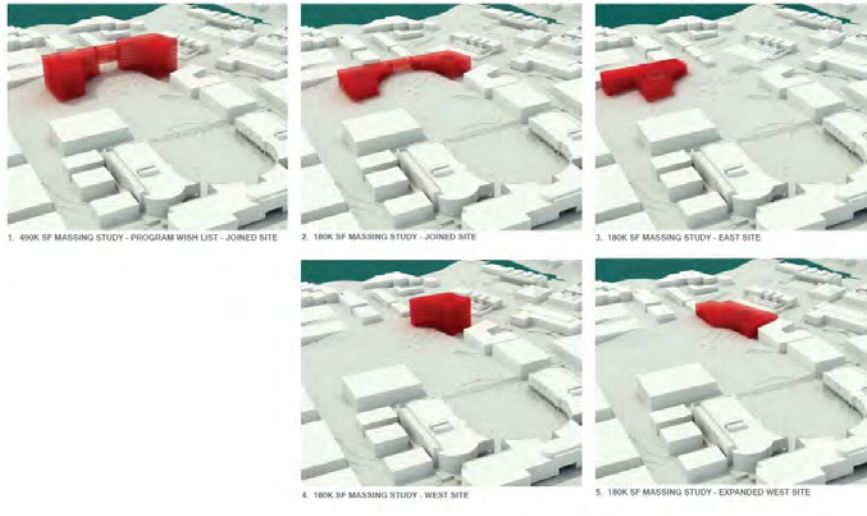 1. 490K SF MASSING STUDY - PROGRAM WISH LIST - JOINED SITE
2. 180K SF MASSING STUDY - JOINED SITE
3. 180K SF MASSING STUDY - EAST SITE
4. 180K SF MASSING STUDY - WEST SITE
5. 180K SF MASSING STUDY - EXPANDED WEST SITE